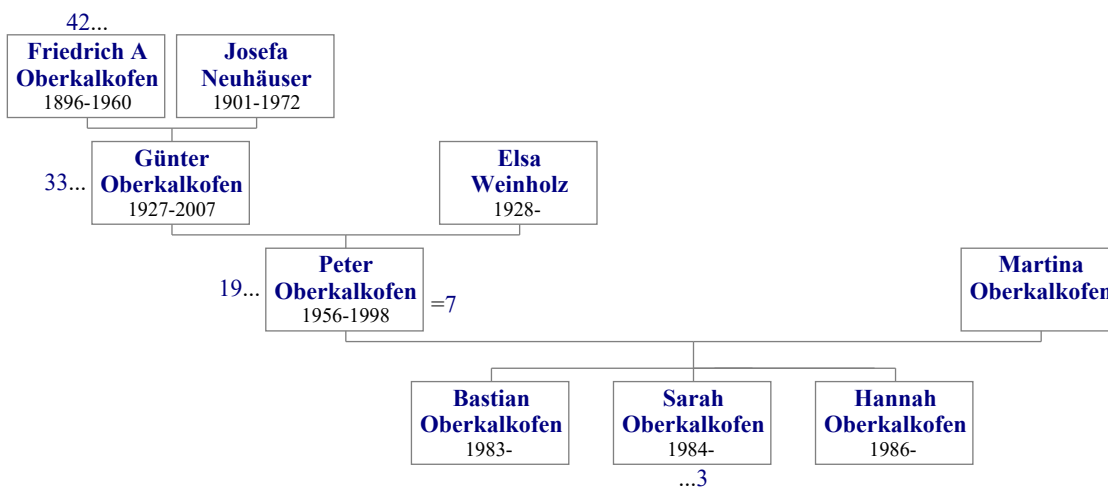 42...
Friedrich A
Oberkalkofen
1896-1960
Josefa
Neuhäuser
1901-1972
33...
Günter
Oberkalkofen
1927-2007
Elsa
Weinholz
1928-
19...
Peter
Oberkalkofen
1956-1998
=7
Martina
Oberkalkofen
Bastian
Oberkalkofen
1983-
Sarah
Oberkalkofen
1984-
...3
Hannah
Oberkalkofen
1986-